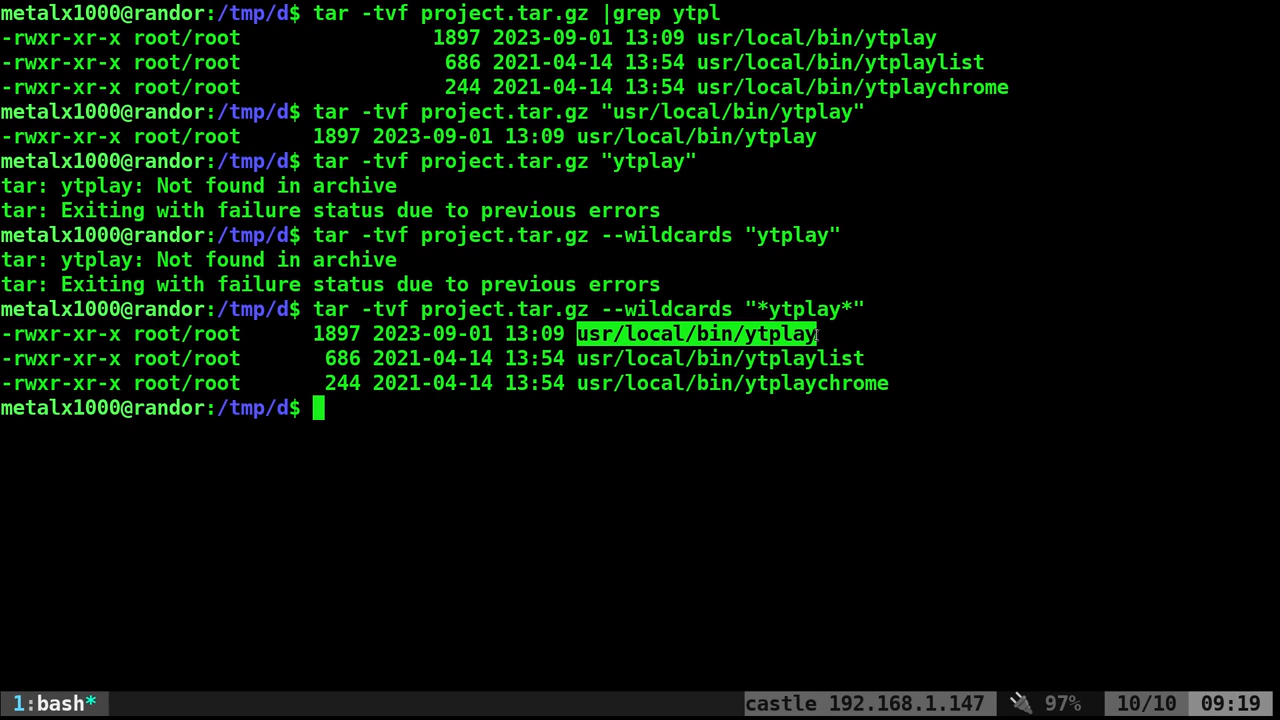 metalx1000@randor:/tmp/d$ tar -tvf project.tar.gz |grep ytpl
-rwxr-xr-x root/root                1897 2023-09-01 13:09 usr/local/bin/ytplay
-rwxr-xr-x root/root                 686 2021-04-14 13:54 usr/local/bin/ytplaylist
-rwxr-xr-x root/root                 244 2021-04-14 13:54 usr/local/bin/ytplaychrome
metalx1000@randor:/tmp/d$ tar -tvf project.tar.gz "usr/local/bin/ytplay"
-rwxr-xr-x root/root      1897 2023-09-01 13:09 usr/local/bin/ytplay
metalx1000@randor:/tmp/d$ tar -tvf project.tar.gz "ytplay"
tar: ytplay: Not found in archive
tar: Exiting with failure status due to previous errors
metalx1000@randor:/tmp/d$ tar -tvf project.tar.gz --wildcards "ytplay"
tar: ytplay: Not found in archive
tar: Exiting with failure status due to previous errors
metalx1000@randor:/tmp/d$ tar -tvf project.tar.gz --wildcards "*ytplay*"
-rwxr-xr-x root/root      1897 2023-09-01 13:09 usr/local/bin/ytplay
-rwxr-xr-x root/root       686 2021-04-14 13:54 usr/local/bin/ytplaylist
-rwxr-xr-x root/root       244 2021-04-14 13:54 usr/local/bin/ytplaychrome
metalx1000@randor:/tmp/d$
1:bash* castle 192.168.1.147 🔌 97% 10/10 09:19